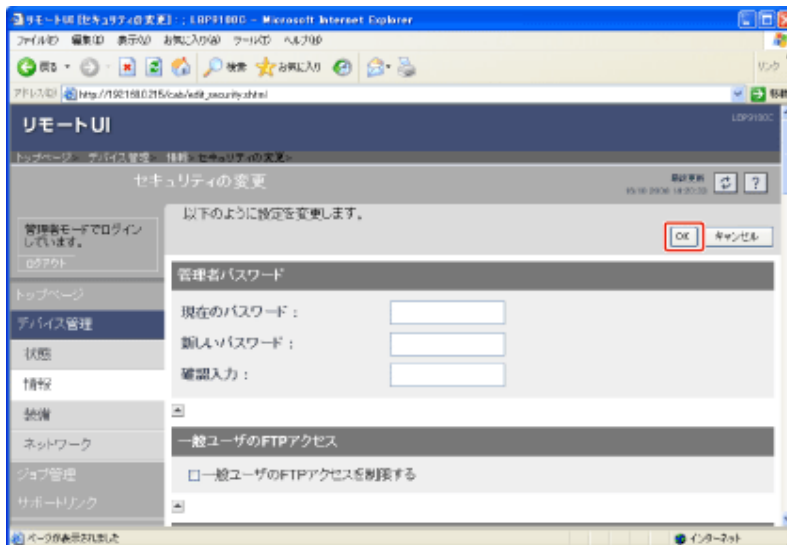 リモートUI [セキュリティの変更] : ; LBP9100C - Microsoft Internet Explorer
ファイル(F) 編集(E) 表示(V) お気に入り(A) ツール(T) ヘルプ(H)
戻る 検索 お気に入り リンク
アドレス(D) http://192.168.0.215/cab/edit_security.shtml 移動
リモートUI LBP9100C
トップページ> デバイス管理> 情報> セキュリティの変更>
セキュリティの変更 最終更新 ?
以下のように設定を変更します。
OK キャンセル
管理者モードでログイン
しています。
ログアウト
トップページ
デバイス管理
状態
情報
装備
ネットワーク
ジョブ管理
サポートリンク
管理者パスワード
現在のパスワード：
新しいパスワード：
確認入力：
一般ユーザのFTPアクセス
一般ユーザのFTPアクセスを制限する
ページが表示されました インターネット